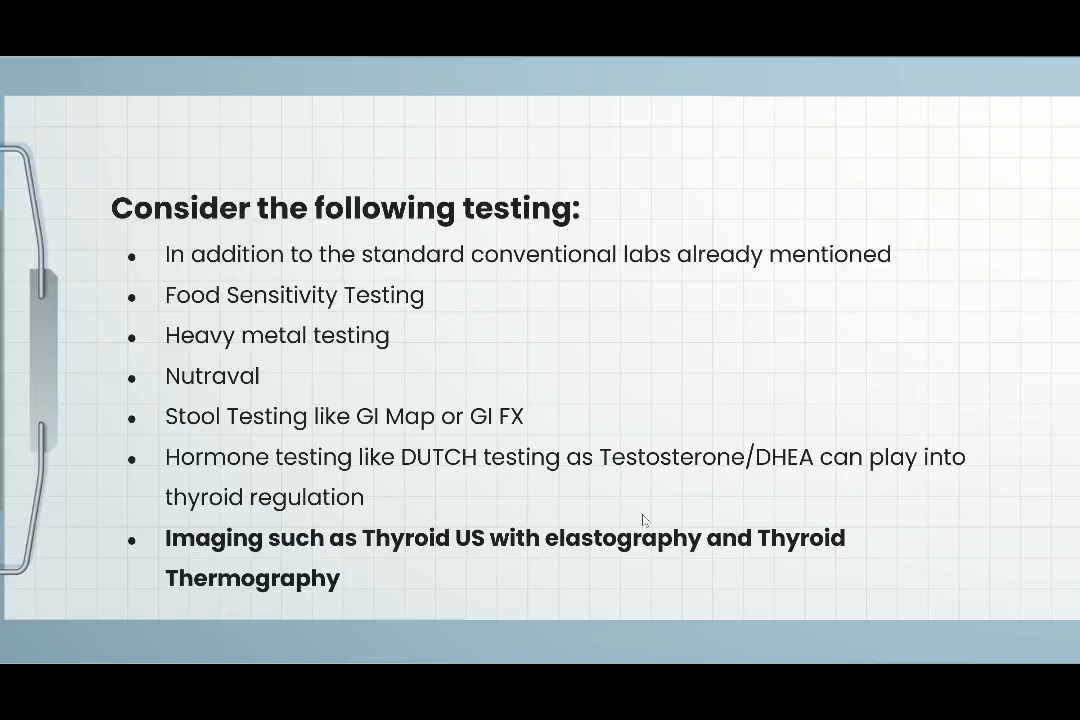 Consider the following testing:
• In addition to the standard conventional labs already mentioned
• Food Sensitivity Testing
• Heavy metal testing
• Nutraval
• Stool Testing like GI Map or GI FX
• Hormone testing like DUTCH testing as Testosterone/DHEA can play into
thyroid regulation
• Imaging such as Thyroid US with elastography and Thyroid
Thermography